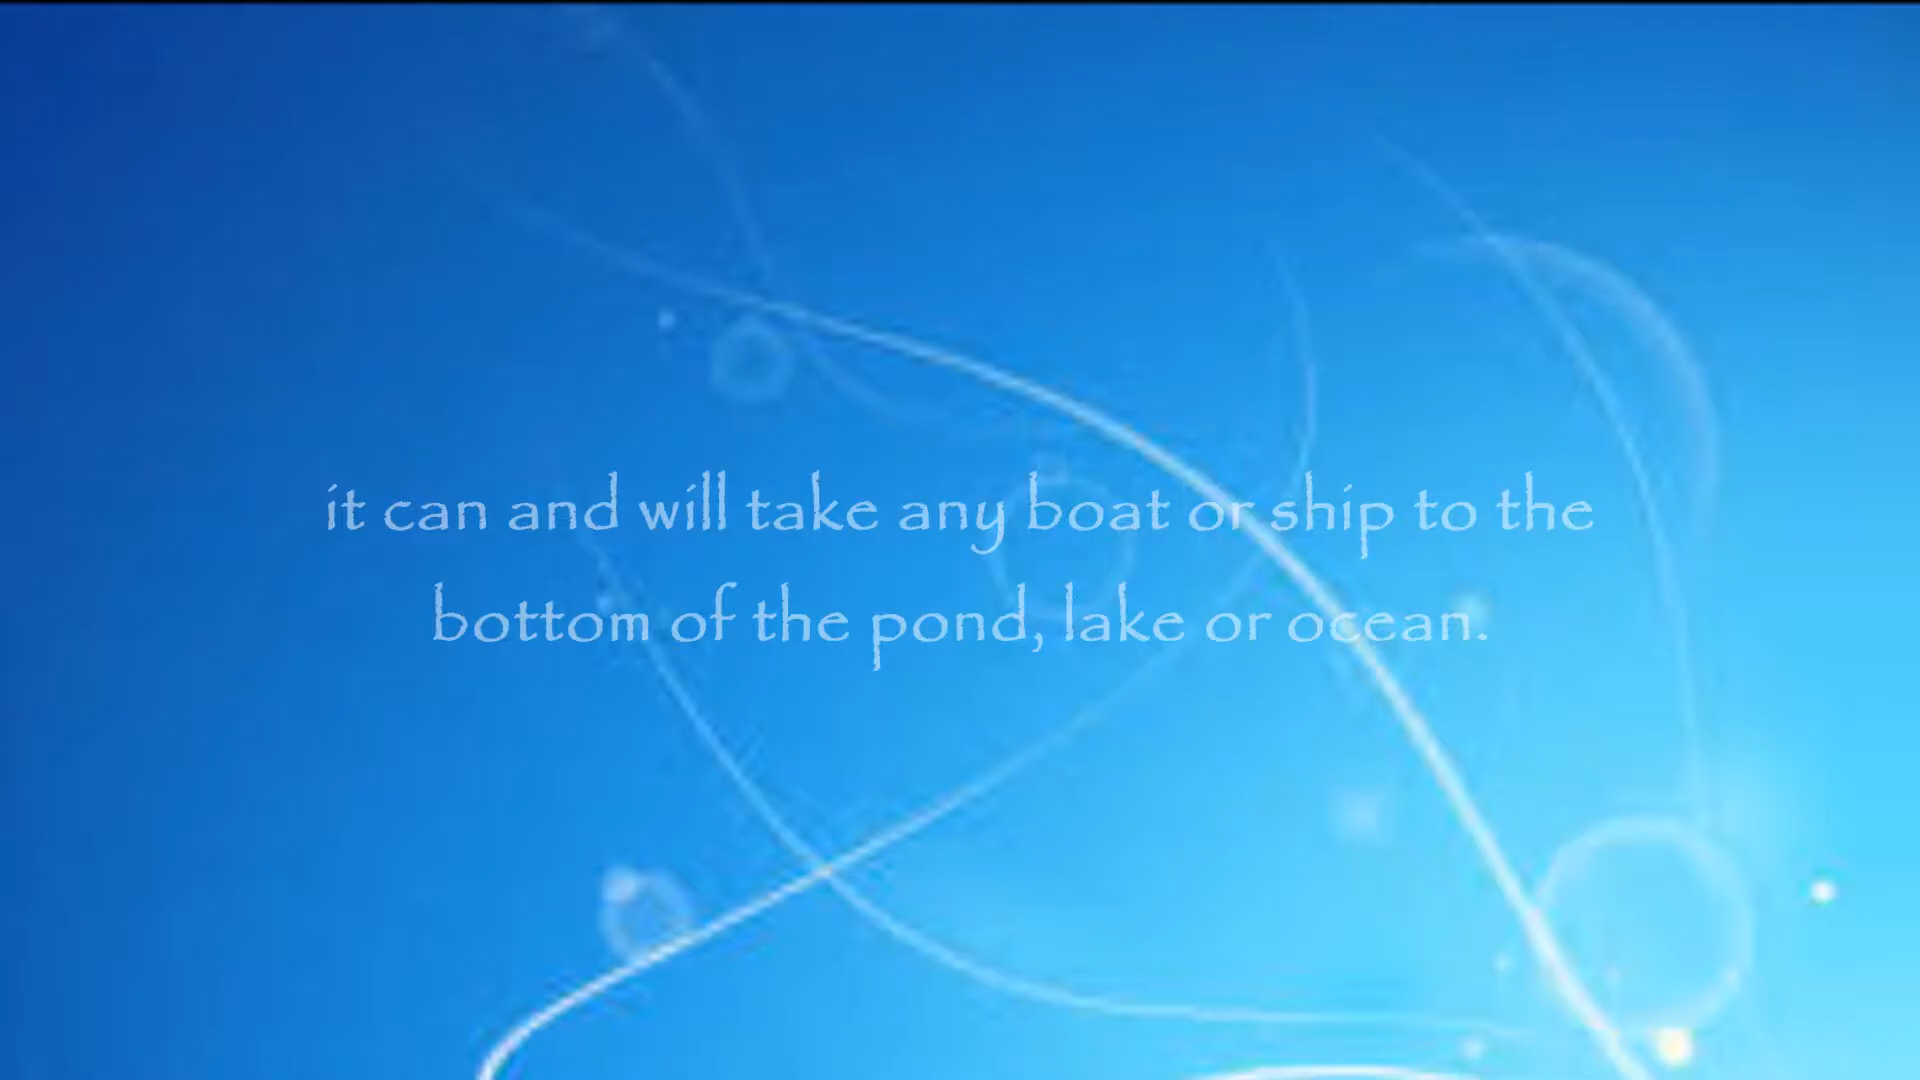 it can and will take any boat or ship to the
bottom of the pond, lake or ocean.